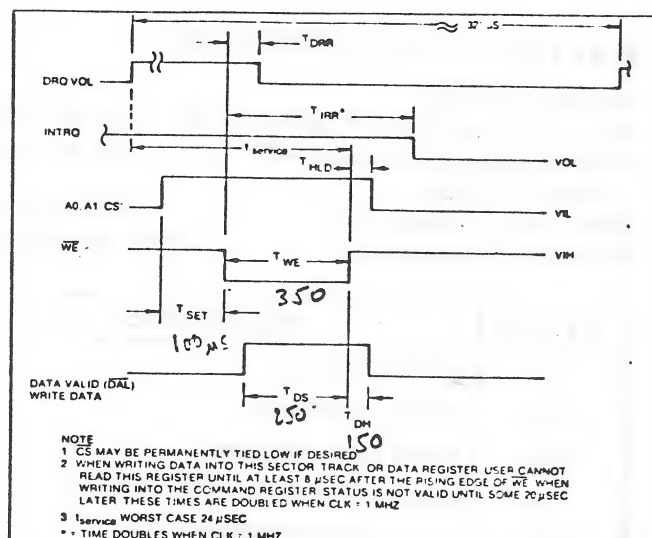 32 µS
T DRR
DRQ VOL
T IRR*
INTRQ
t service
VOL
T HLD
A0, A1 CS
VIL
WE
T WE
VIH
350
T SET
100 µs
DATA VALID (DAL)
WRITE DATA
T DS
250
T DH
150
NOTE
1 CS MAY BE PERMANENTLY TIED LOW IF DESIRED
2 WHEN WRITING DATA INTO THIS SECTOR TRACK OR DATA REGISTER USER CANNOT
READ THIS REGISTER UNTIL AT LEAST 8 µSEC AFTER THE RISING EDGE OF WE WHEN
WRITING INTO THE COMMAND REGISTER STATUS IS NOT VALID UNTIL SOME 20 µSEC
LATER THESE TIMES ARE DOUBLED WHEN CLK = 1 MHZ
3 tservice WORST CASE 24 µSEC
* = TIME DOUBLES WHEN CLK = 1 MHZ